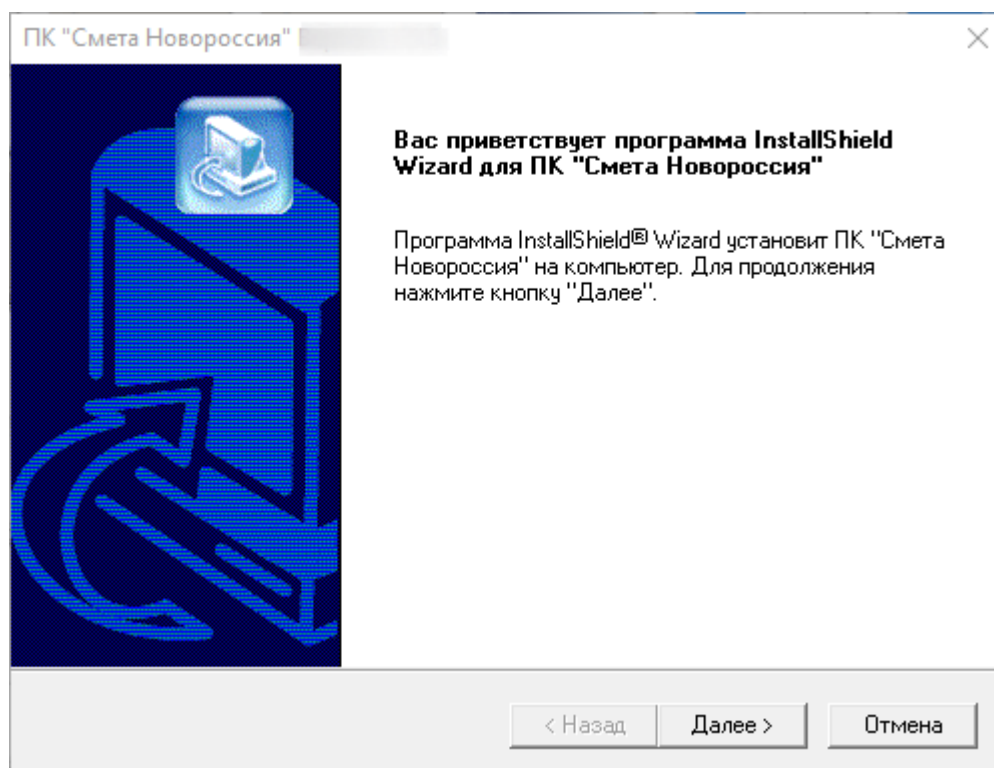 ПК "Смета Новороссия"
Вас приветствует программа InstallShield
Wizard для ПК "Смета Новороссия"
Программа InstallShield® Wizard установит ПК "Смета
Новороссия" на компьютер. Для продолжения
нажмите кнопку "Далее".
< Назад Далее > Отмена